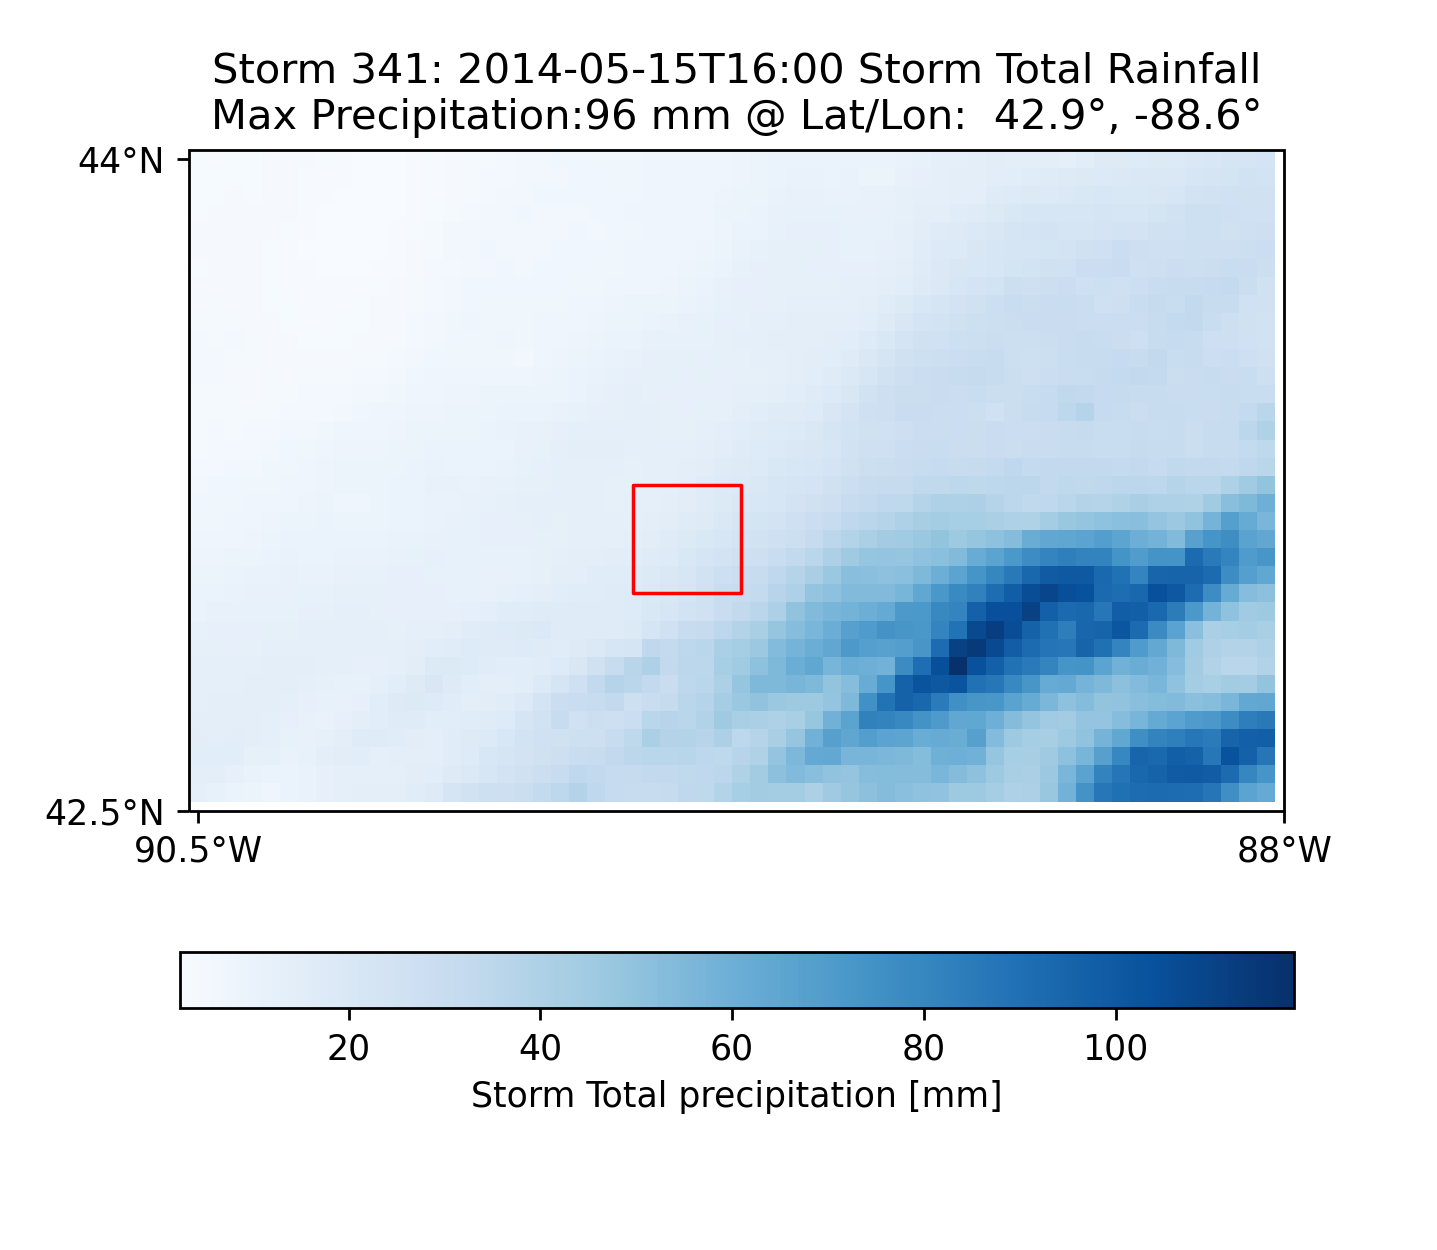 Storm 341: 2014-05-15T16:00 Storm Total Rainfall
Max Precipitation:96 mm @ Lat/Lon:  42.9°, -88.6°
44°N
42.5°N
90.5°W 88°W
20 40 60 80 100
Storm Total precipitation [mm]